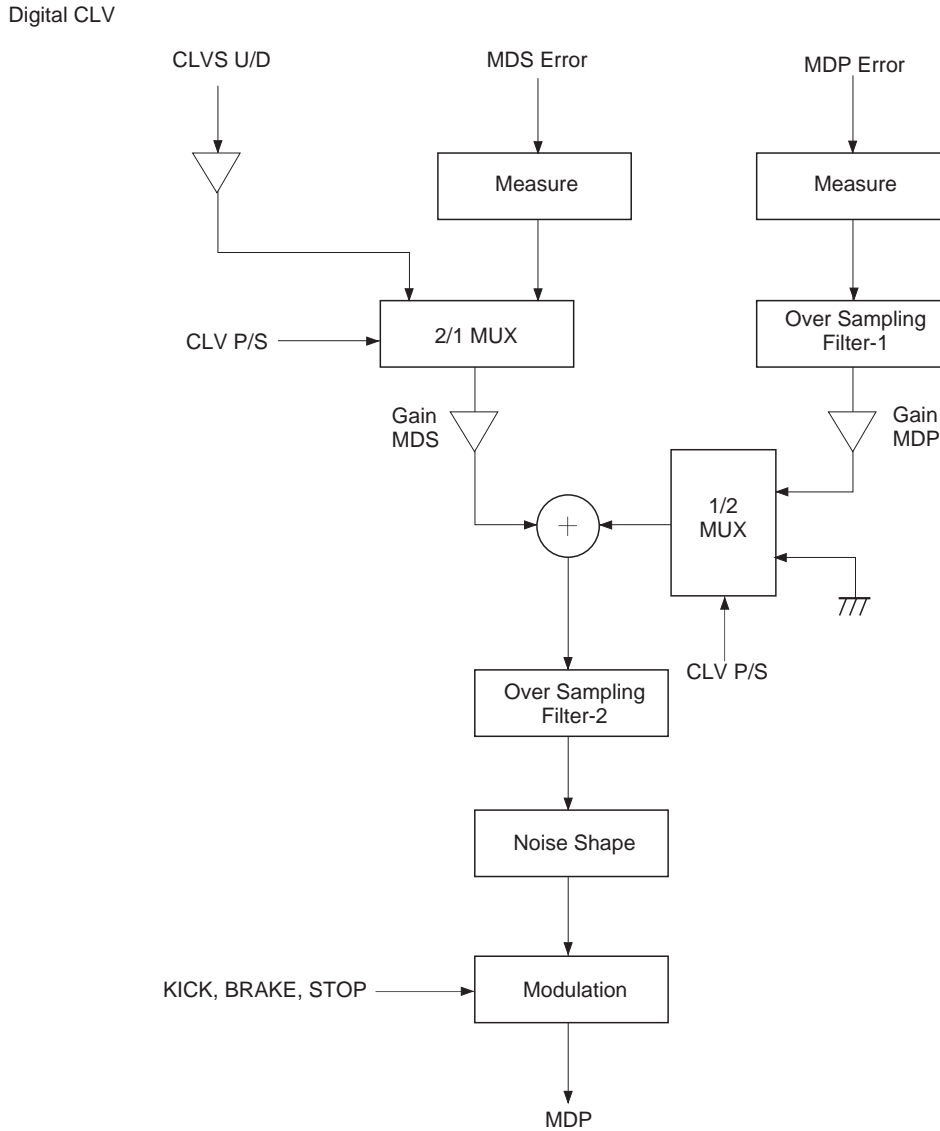 Digital CLV
CLVS U/D
MDS Error
MDP Error
Measure
Measure
CLV P/S
2/1 MUX
Over Sampling
Filter-1
Gain
MDS
Gain
MDP
1/2
MUX
+
CLV P/S
Over Sampling
Filter-2
Noise Shape
KICK, BRAKE, STOP
Modulation
MDP